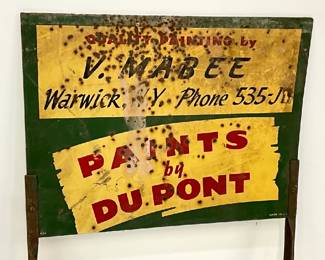 QUALITY PAINTING by
V. MABEE
Warwick, N.Y. Phone 535-J
PAINTS
by
DU PONT